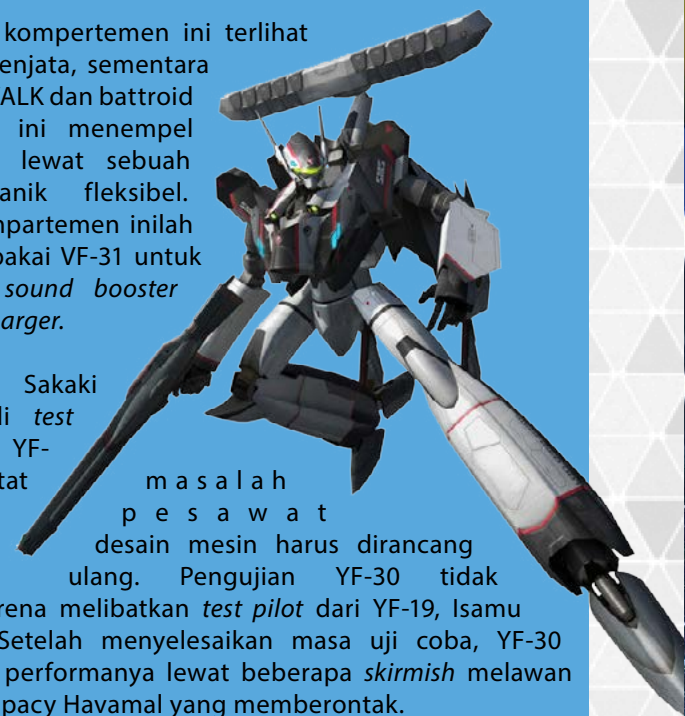 kompertemen ini terlihat
enjata, sementara
ALK dan battroid
ini menempel
lewat sebuah
anik fleksibel.
partemen inilah
pakai VF-31 untuk
sound booster
arger.
Sakaki
di test
YF-
tat masalah
pesawat
desain mesin harus dirancang
ulang. Pengujian YF-30 tidak
rena melibatkan test pilot dari YF-19, Isamu
Setelah menyelesaikan masa uji coba, YF-30
performanya lewat beberapa skirmish melawan
pacy Havamal yang memberontak.